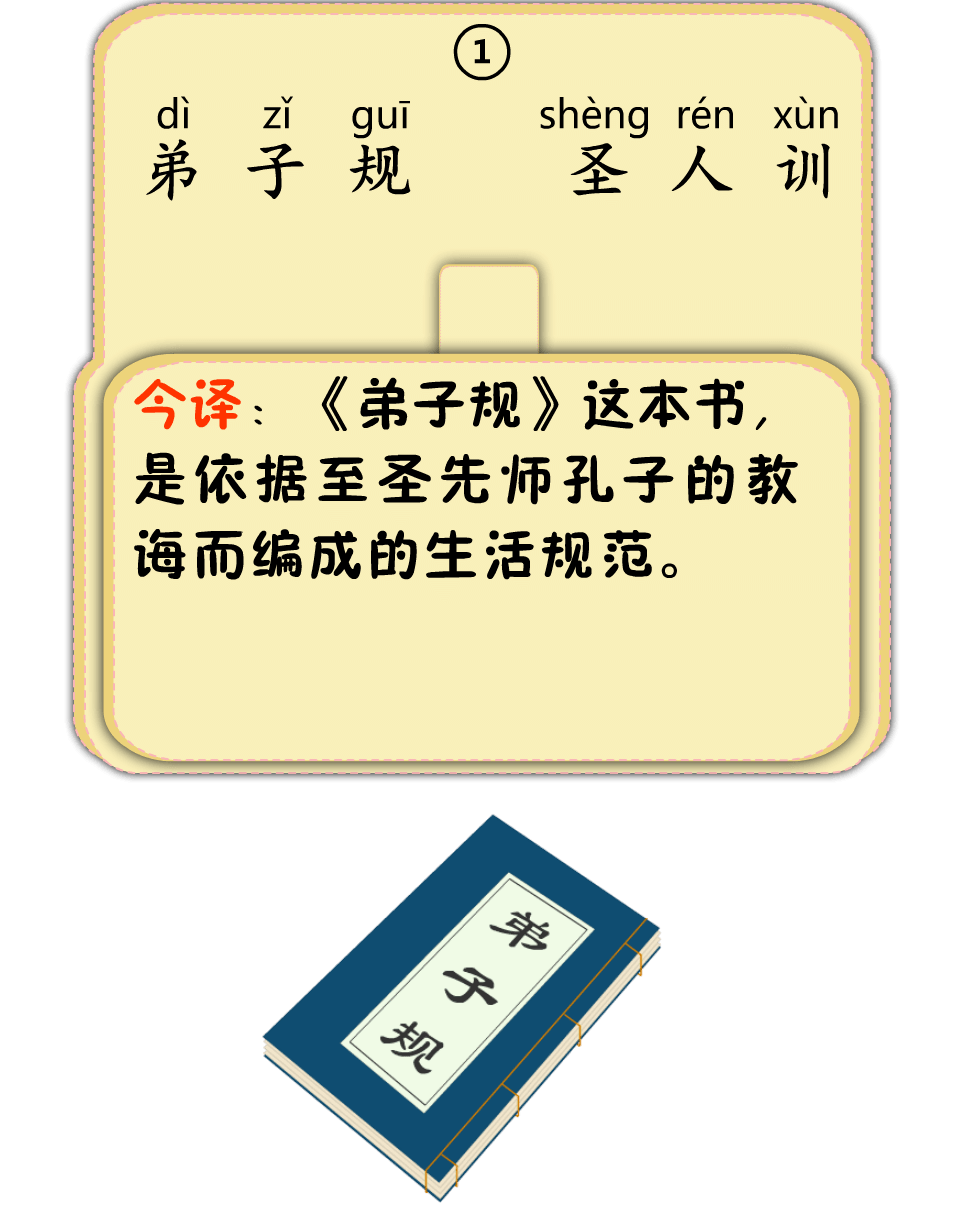 ①
dì zǐ guī shèng rén xùn
弟子规 圣人训
今译：《弟子规》这本书，
是依据至圣先师孔子的教
诲而编成的生活规范。
弟子规